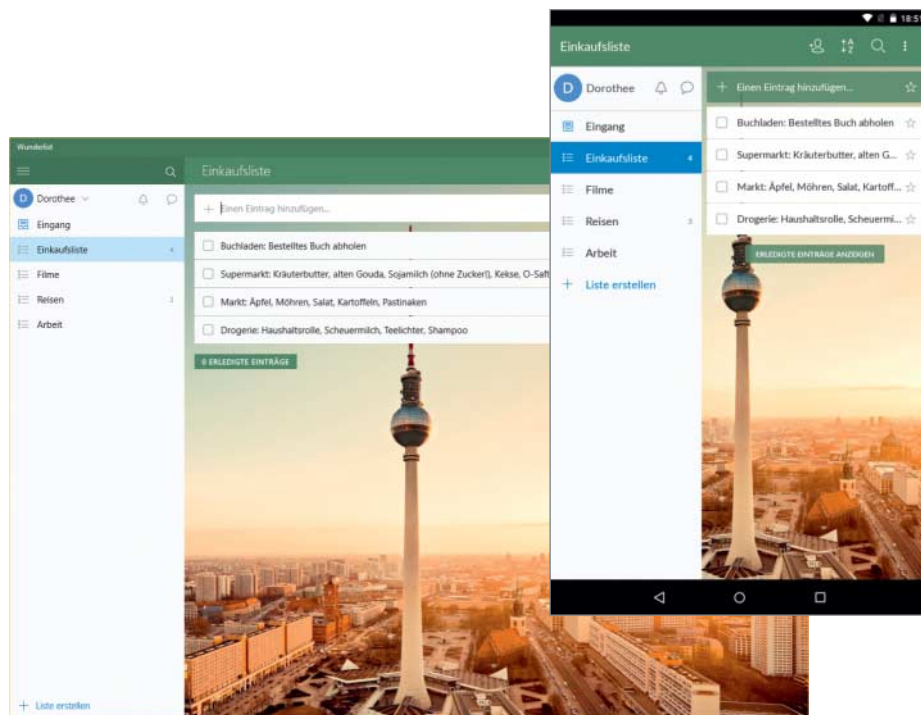 Wunderlist
Einkaufsliste
D Dorothee
Eingang
Einkaufsliste 4
Filme
Reisen 3
Arbeit
+ Liste erstellen
+ Einen Eintrag hinzufügen...
Buchladen: Bestelltes Buch abholen
Supermarkt: Kräuterbutter, alten Gouda, Sojamilch (ohne Zucker!), Kekse, O-Saft
Markt: Äpfel, Möhren, Salat, Kartoffeln, Pastinaken
Drogerie: Haushaltsrolle, Scheuermilch, Teelichter, Shampoo
0 ERLEDIGTE EINTRÄGE
18:51
Einkaufsliste
A
Z
D Dorothee
Eingang
Einkaufsliste 4
Filme
Reisen 3
Arbeit
+ Liste erstellen
+ Einen Eintrag hinzufügen...
Buchladen: Bestelltes Buch abholen
Supermarkt: Kräuterbutter, alten G...
Markt: Äpfel, Möhren, Salat, Kartoff...
Drogerie: Haushaltsrolle, Scheuermi...
ERLEDIGTE EINTRÄGE ANZEIGEN